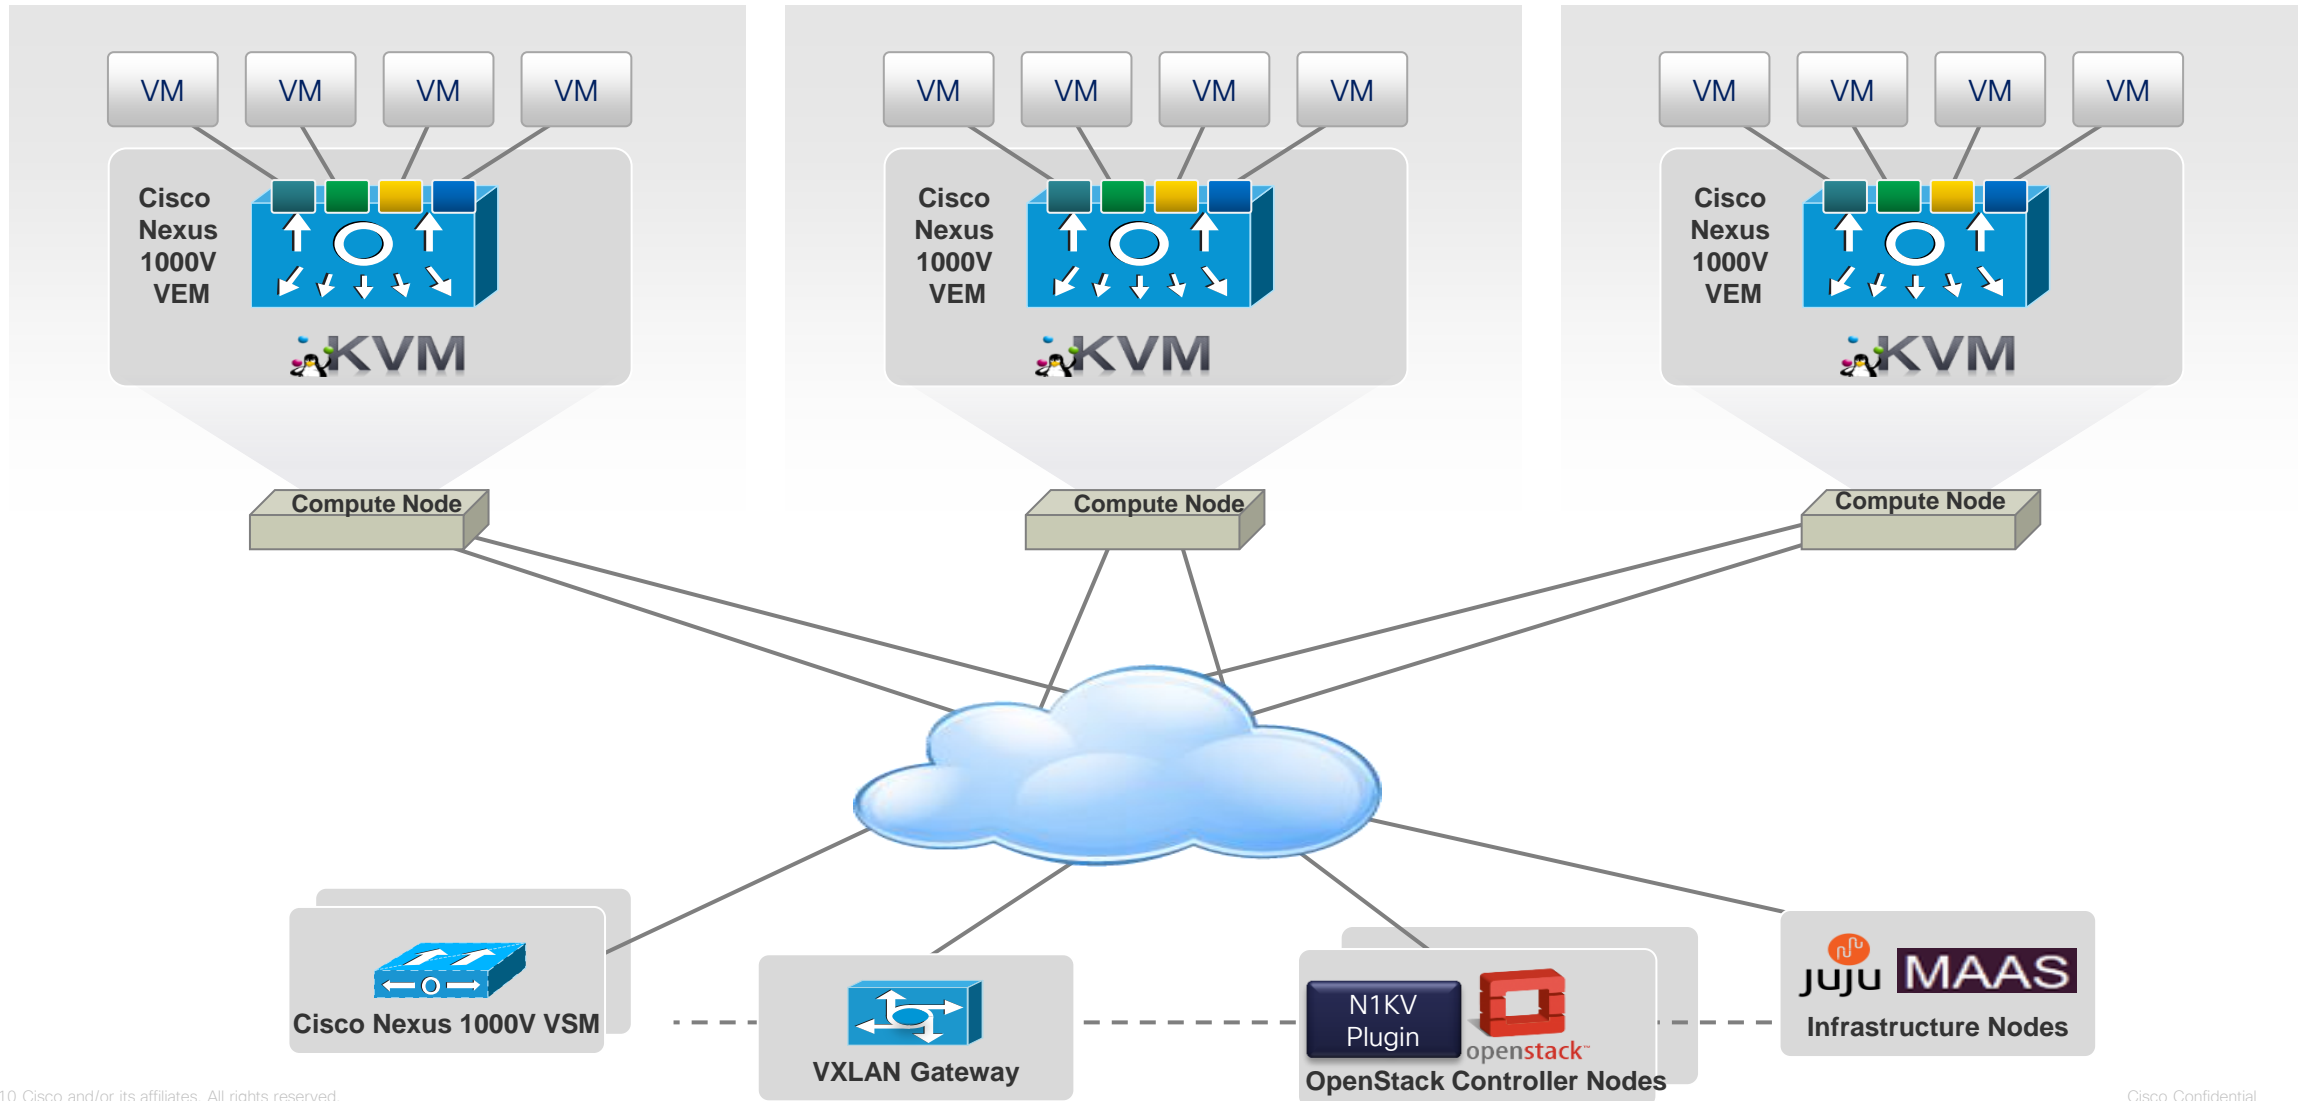 VM VM VM VM
VM VM VM VM
VM VM VM VM
Cisco
Nexus
1000V
VEM
KVM
Cisco
Nexus
1000V
VEM
KVM
Cisco
Nexus
1000V
VEM
KVM
Compute Node
Compute Node
Compute Node
Cisco Nexus 1000V VSM
VXLAN Gateway
N1KV
Plugin
openstack™
OpenStack Controller Nodes
juju MAAS
Infrastructure Nodes
10 Cisco and/or its affiliates. All rights reserved.
Cisco Confidential